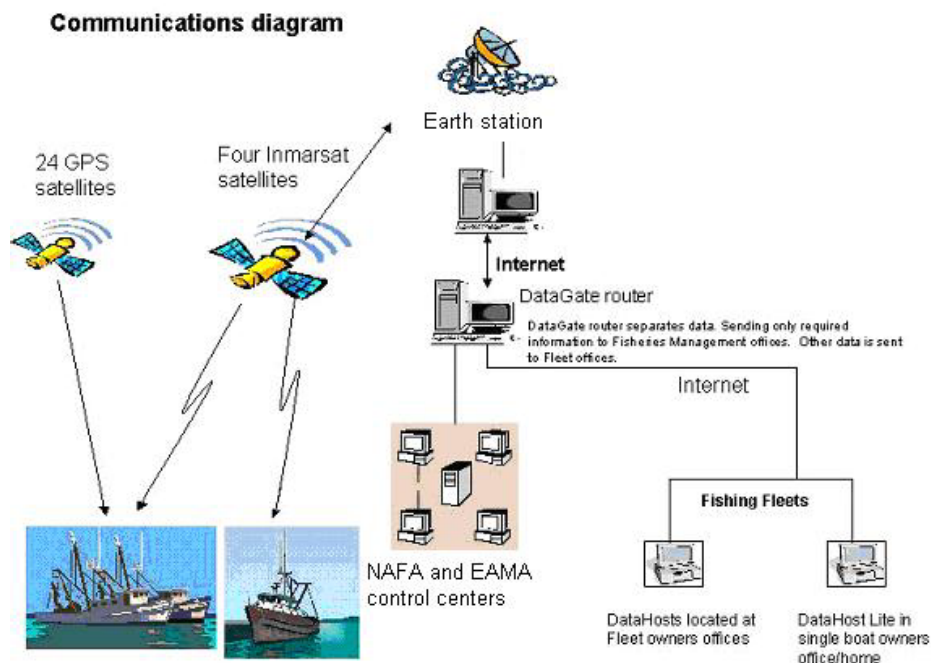 Communications diagram
Earth station
24 GPS
satellites
Four Inmarsat
satellites
Internet
DataGate router
DataGate router separates data. Sending only required
information to Fisheries Management offices. Other data is sent
to Fleet offices.
Internet
Fishing Fleets
NAFA and EAMA
control centers
DataHosts located at
Fleet owners offices
DataHost Lite in
single boat owners
office/home